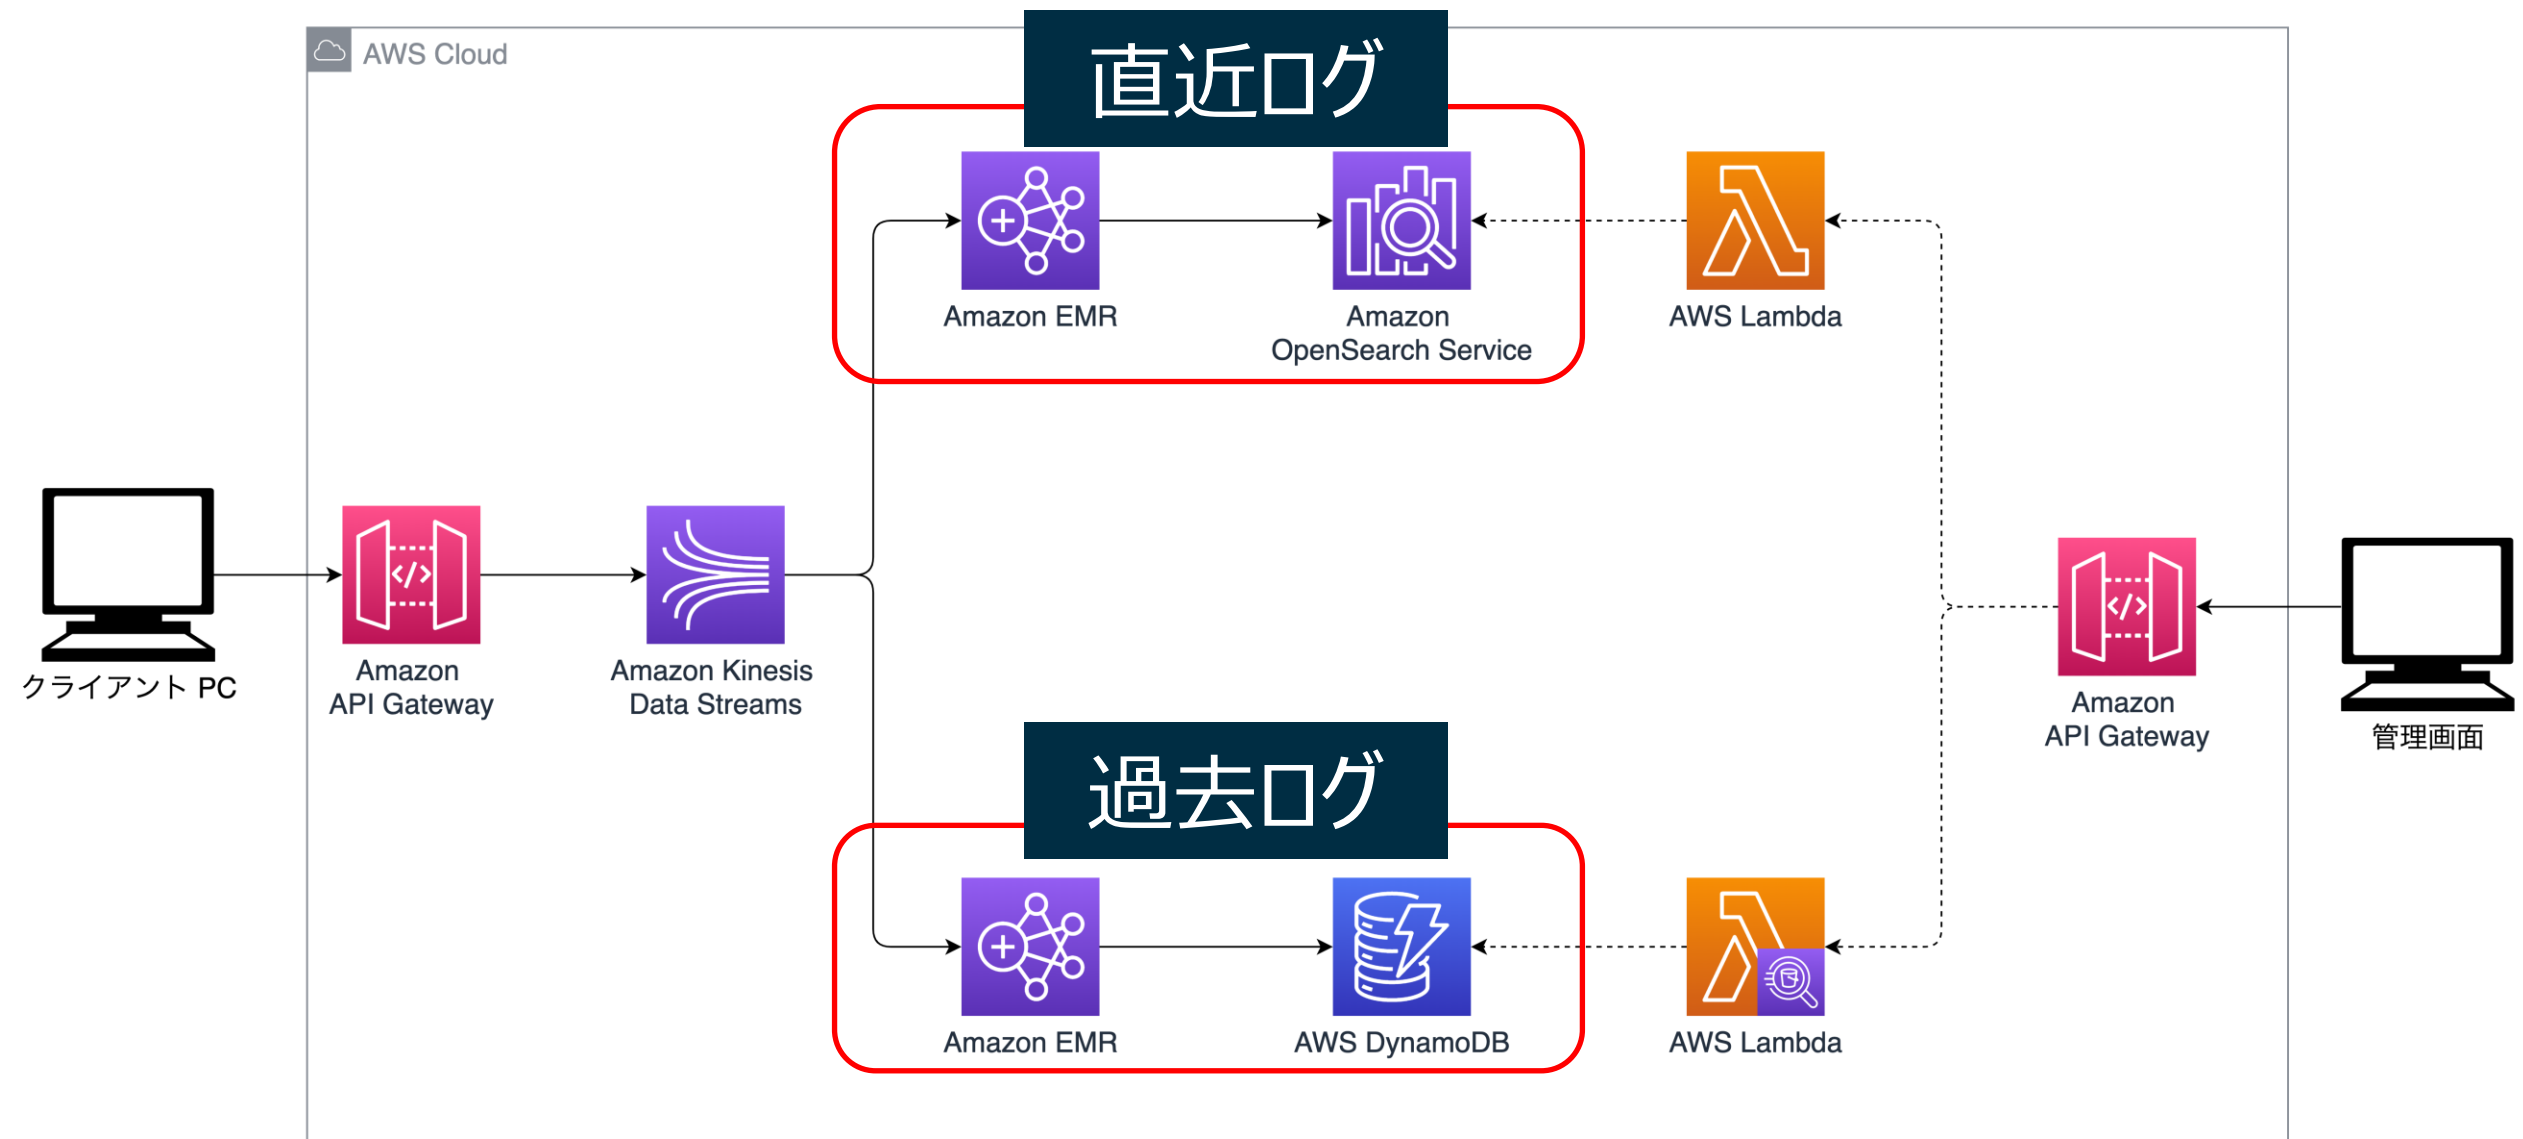 AWS Cloud
直近ログ
Amazon EMR
Amazon
OpenSearch Service
AWS Lambda
クライアント PC
Amazon
API Gateway
Amazon Kinesis
Data Streams
Amazon
API Gateway
管理画面
過去ログ
Amazon EMR
AWS DynamoDB
AWS Lambda